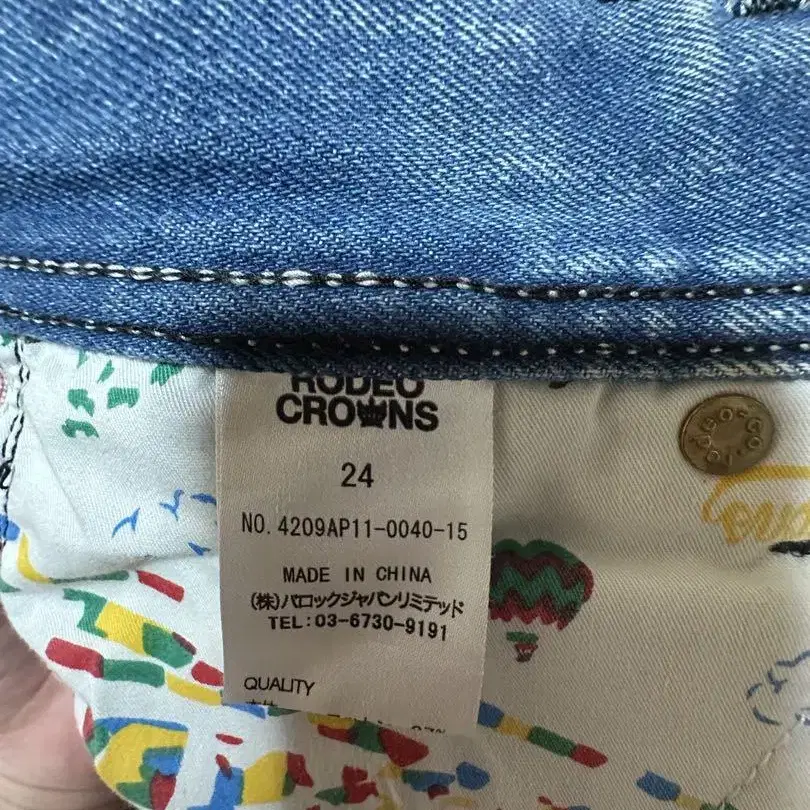 RODEO
CROWNS
24
NO. 4209AP11-0040-15
MADE IN CHINA
(株)バロックジャパンリミテッド
TEL:03-6730-9191
QUALITY